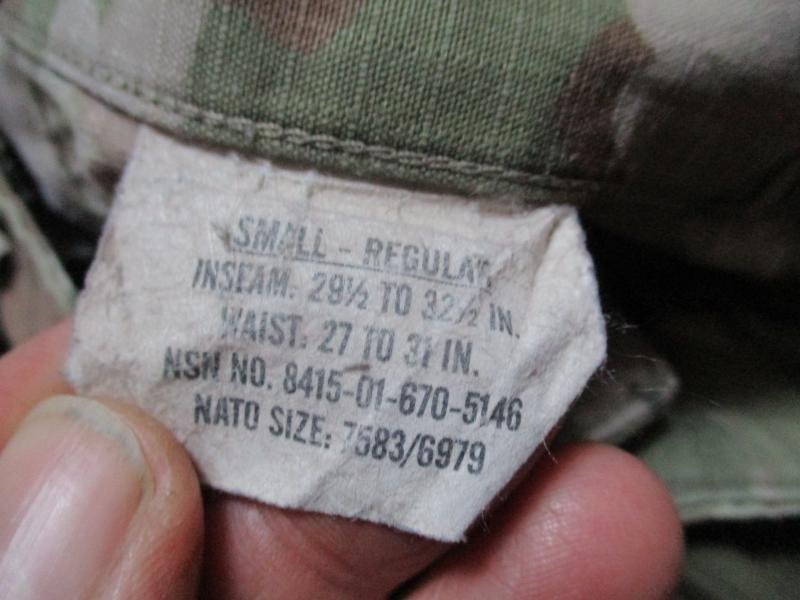 SMALL - REGULAR
INSEAM: 29½ TO 32½ IN.
WAIST: 27 TO 31 IN.
NSN NO. 8415-01-670-5146
NATO SIZE: 7583/6979